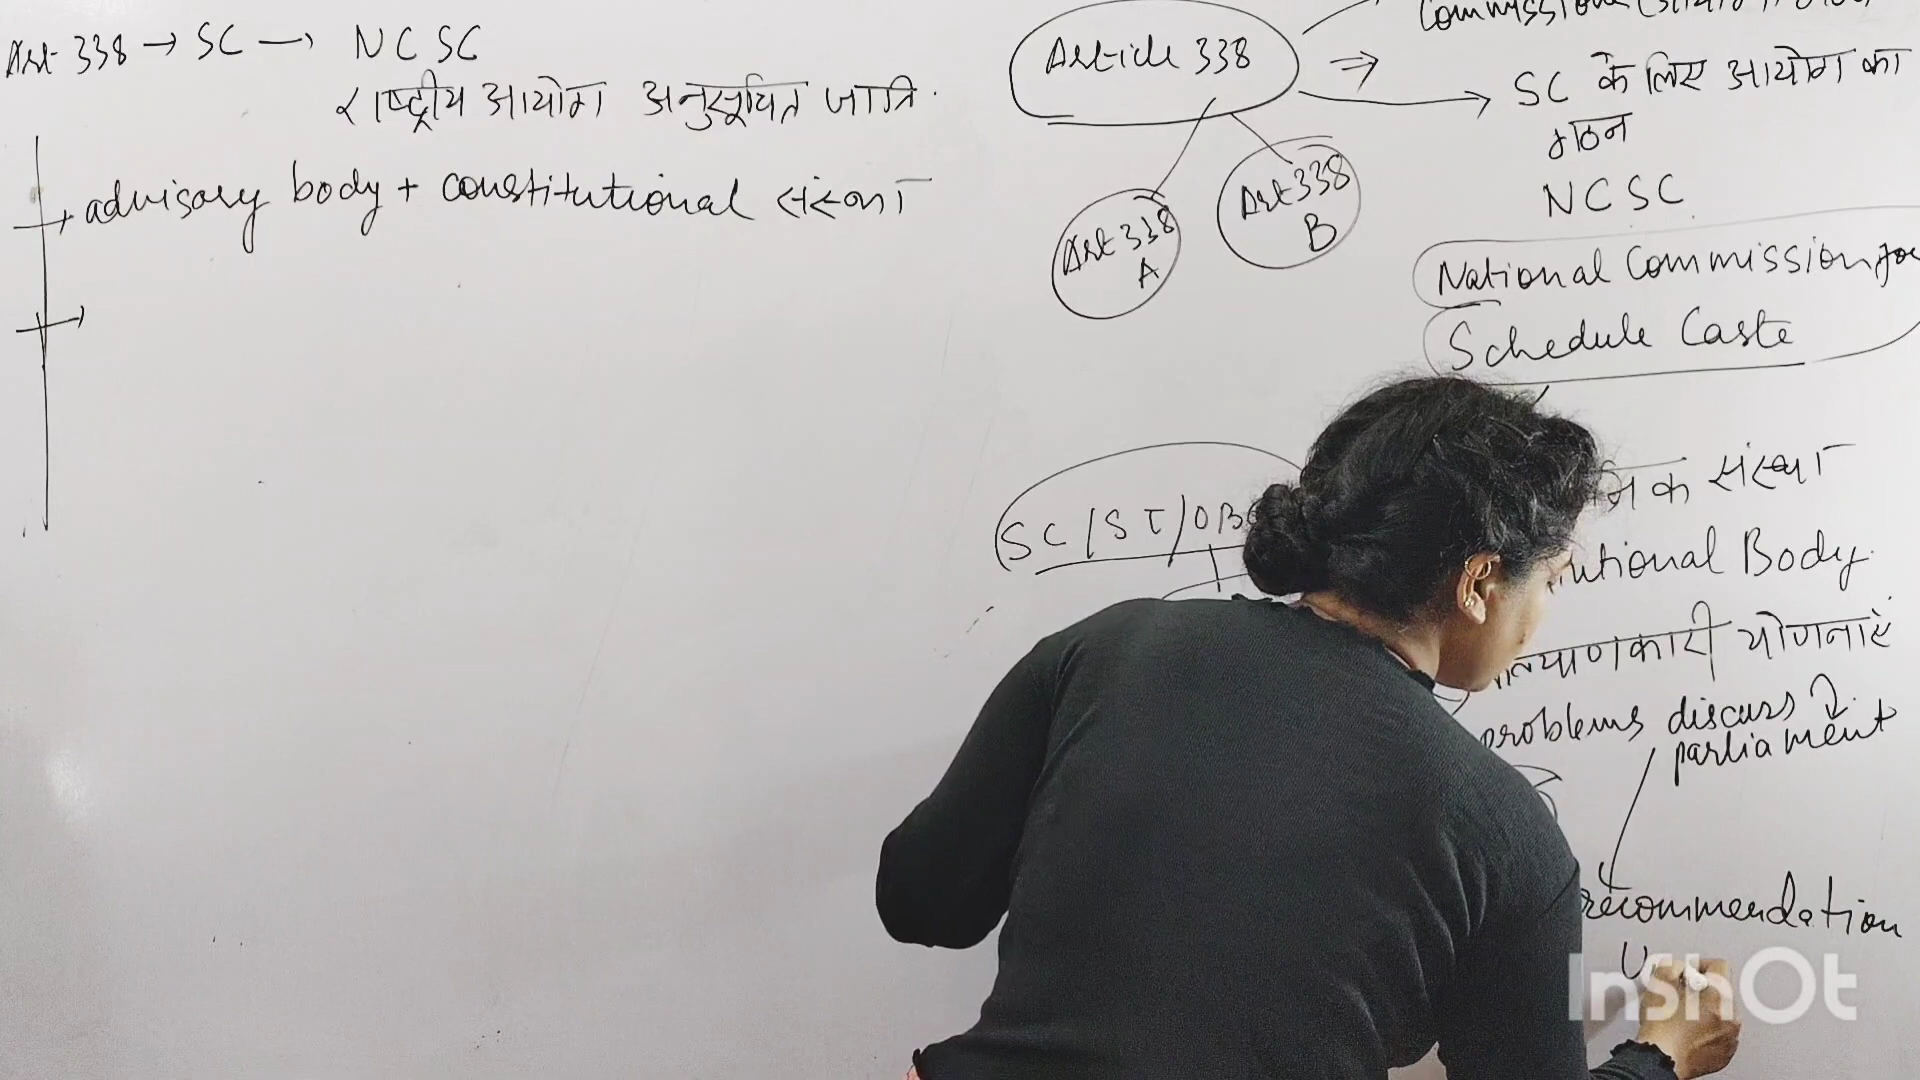 Art 338 → SC → NCSC
राष्ट्रीय आयोग अनुसूचित जाति.
→ advisory body + constitutional संस्था
Article 338 ⇒
Art 338 A
Art 338 B
SC के लिए आयोग का
गठन
NCSC
National Commission for
Schedule Caste
संस्था
SC/ST/OBC
Body
योजनाएं
problems discuss
parliament
recommendation
InShOt